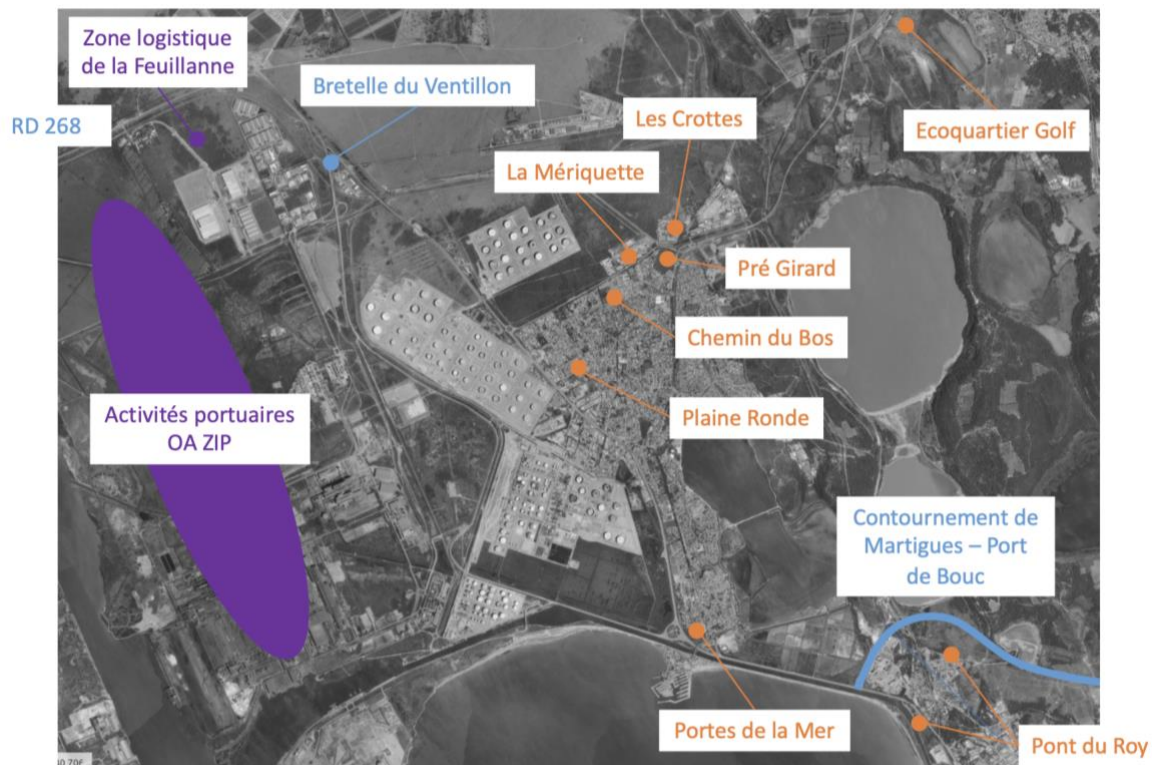 Zone logistique
de la Feuillanne
RD 268
Bretelle du Ventillon
Les Crottes
Ecoquartier Golf
La Mériquette
Pré Girard
Chemin du Bos
Plaine Ronde
Activités portuaires
OA ZIP
Contournement de
Martigues – Port
de Bouc
Portes de la Mer
Pont du Roy